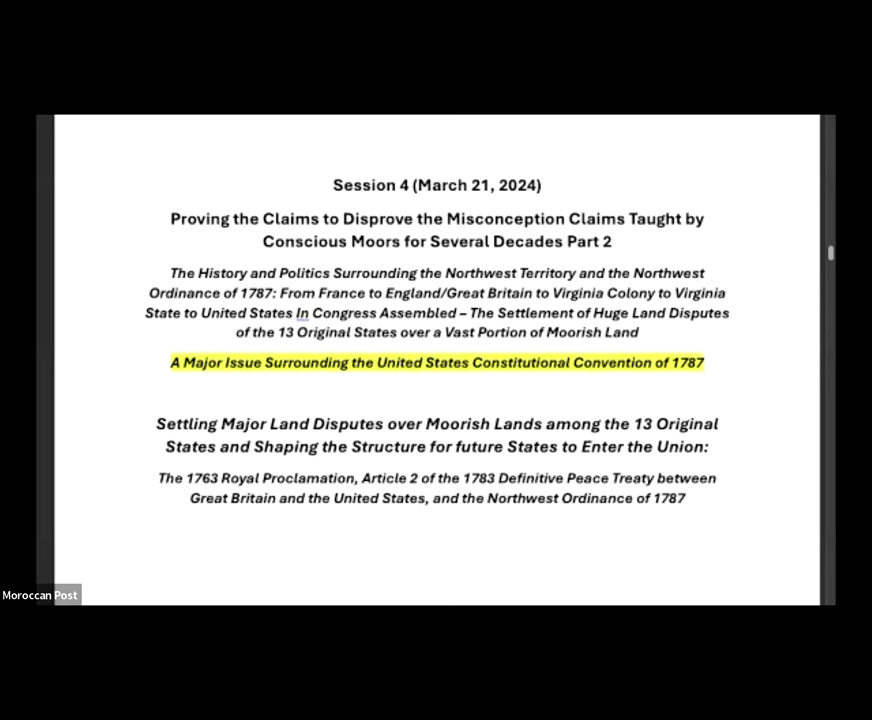 Session 4 (March 21, 2024)
Proving the Claims to Disprove the Misconception Claims Taught by
Conscious Moors for Several Decades Part 2
The History and Politics Surrounding the Northwest Territory and the Northwest
Ordinance of 1787: From France to England/Great Britain to Virginia Colony to Virginia
State to United States In Congress Assembled – The Settlement of Huge Land Disputes
of the 13 Original States over a Vast Portion of Moorish Land
A Major Issue Surrounding the United States Constitutional Convention of 1787
Settling Major Land Disputes over Moorish Lands among the 13 Original
States and Shaping the Structure for future States to Enter the Union:
The 1763 Royal Proclamation, Article 2 of the 1783 Definitive Peace Treaty between
Great Britain and the United States, and the Northwest Ordinance of 1787
Moroccan Post